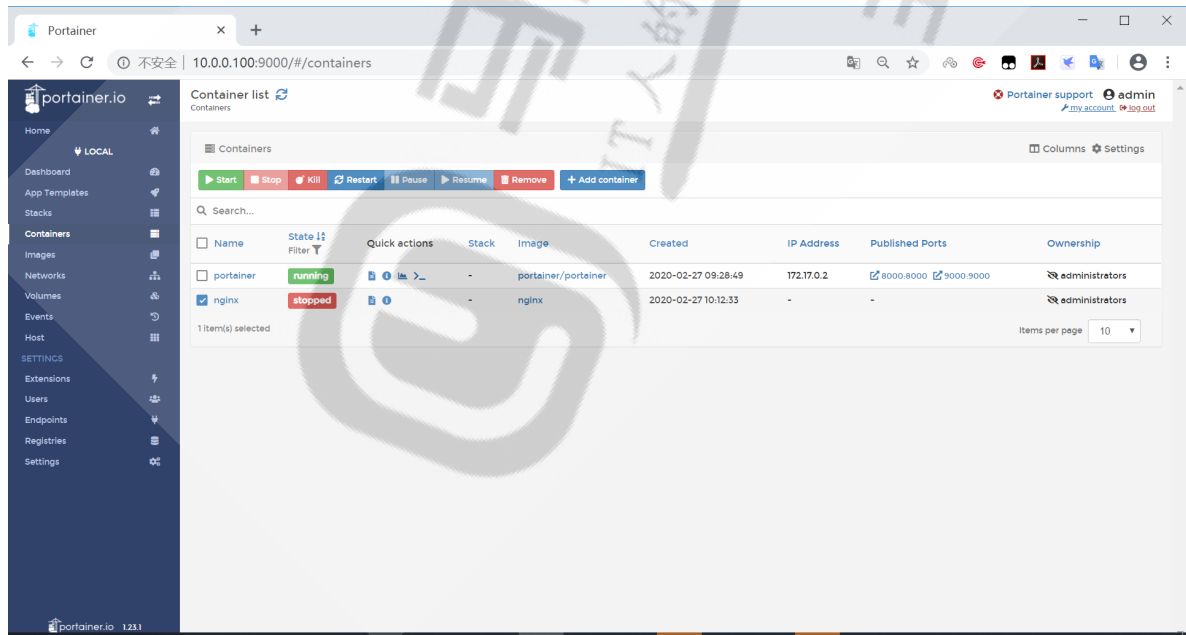 Portainer
不安全 10.0.0.100:9000/#/containers
portainer.io
Container list
Containers
Portainer support admin
my account log out
Home
LOCAL
Dashboard
App Templates
Stacks
Containers
Images
Networks
Volumes
Events
Host
SETTINGS
Extensions
Users
Endpoints
Registries
Settings
portainer.io 1.23.1
Containers
Columns Settings
Start Stop Kill Restart Pause Resume Remove + Add container
Search...
Name State Filter Quick actions Stack Image Created IP Address Published Ports Ownership
portainer running - portainer/portainer 2020-02-27 09:28:49 172.17.0.2 8000:8000 9000:9000 administrators
nginx stopped - nginx 2020-02-27 10:12:33 - - administrators
1 item(s) selected
Items per page 10
IT人的